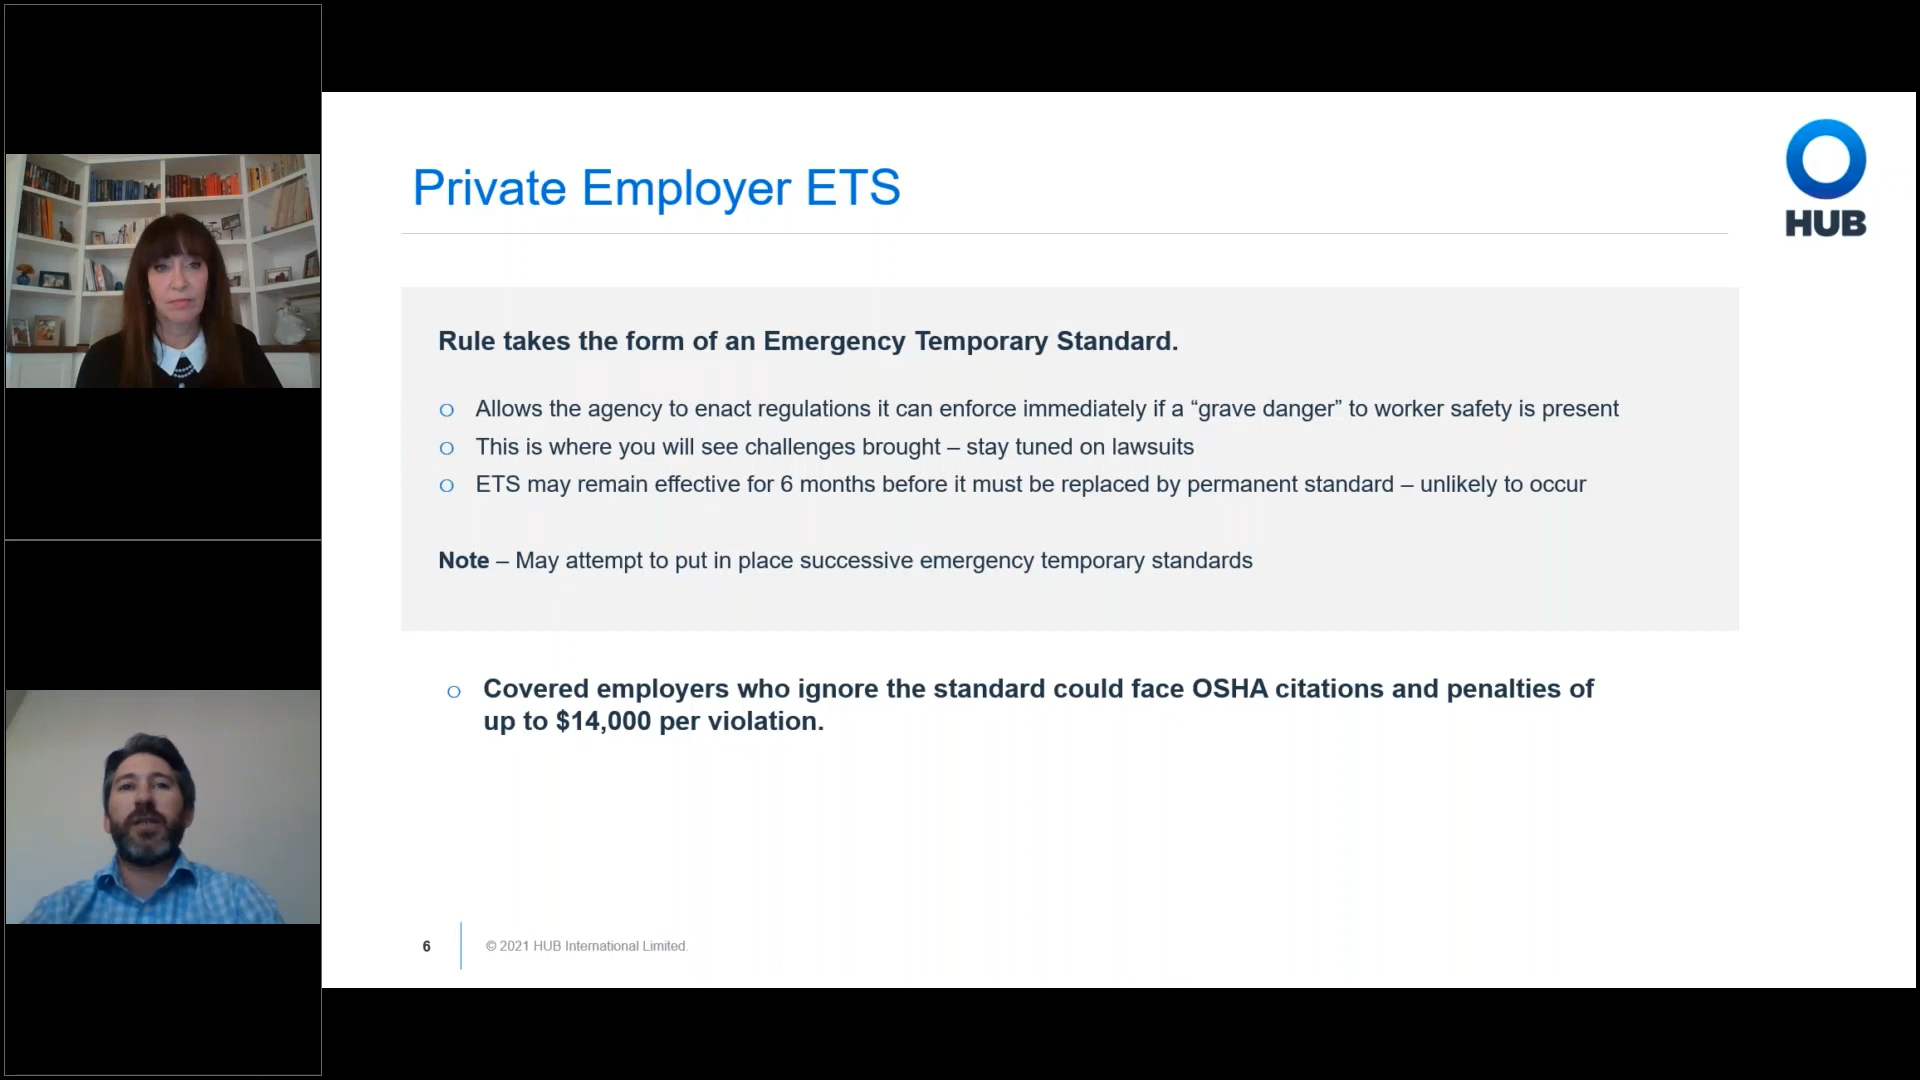 Private Employer ETS
HUB
Rule takes the form of an Emergency Temporary Standard.
o Allows the agency to enact regulations it can enforce immediately if a “grave danger” to worker safety is present
o This is where you will see challenges brought – stay tuned on lawsuits
o ETS may remain effective for 6 months before it must be replaced by permanent standard – unlikely to occur
Note – May attempt to put in place successive emergency temporary standards
o Covered employers who ignore the standard could face OSHA citations and penalties of
up to $14,000 per violation.
6
© 2021 HUB International Limited.